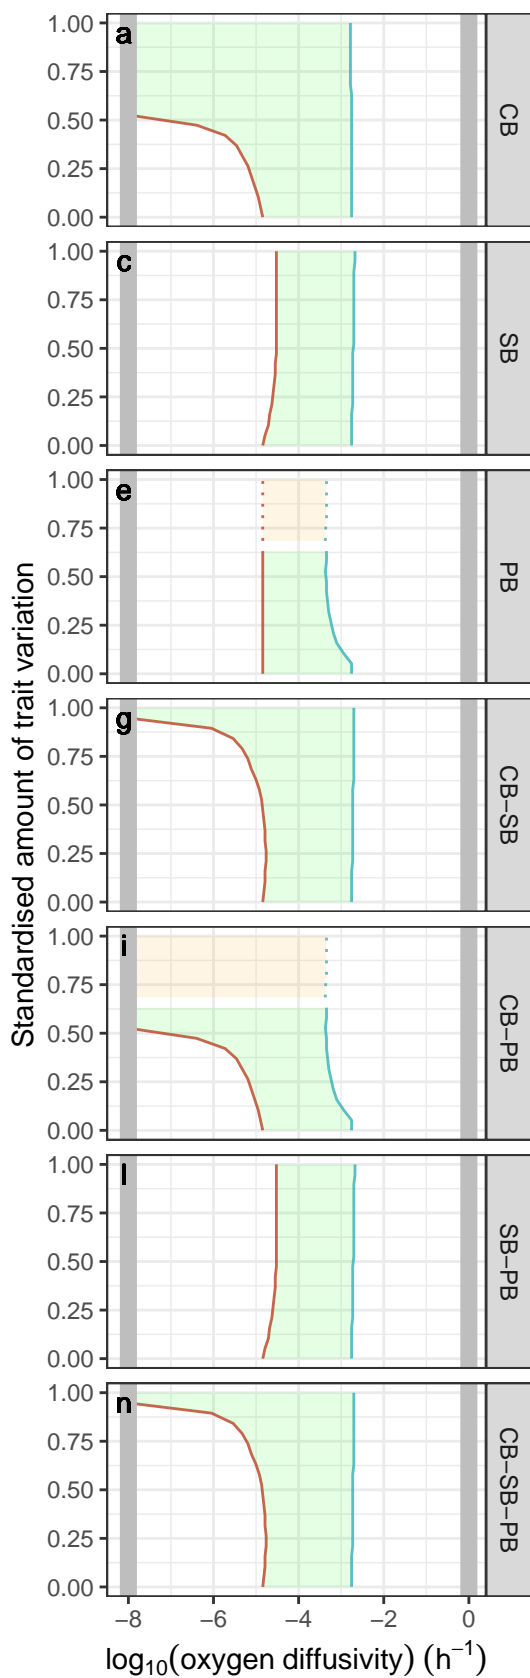 a
1.00
0.75
0.50
0.25
0.00
CB
c
1.00
0.75
0.50
0.25
0.00
SB
e
1.00
0.75
0.50
0.25
0.00
PB
g
1.00
0.75
0.50
0.25
0.00
CB−SB
i
1.00
0.75
0.50
0.25
0.00
CB−PB
l
1.00
0.75
0.50
0.25
0.00
SB−PB
n
1.00
0.75
0.50
0.25
0.00
CB−SB−PB
Standardised amount of trait variation
−8 −6 −4 −2 0
log₁₀(oxygen diffusivity) (h⁻¹)